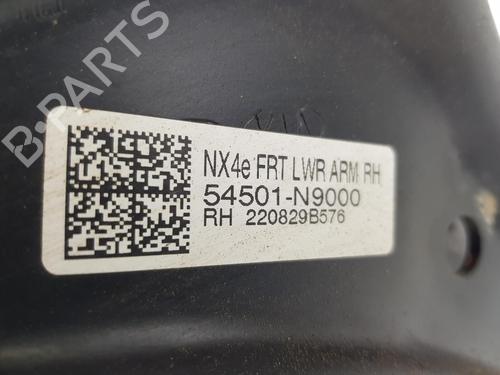 B-PARTS
NX4e FRT LWR ARM RH
54501-N9000
RH 220829B576